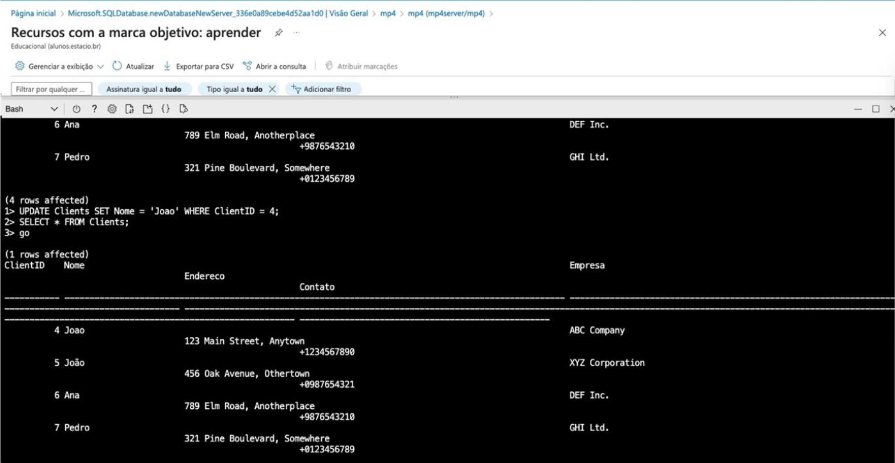 Página inicial > Microsoft.SQLDatabase.newDatabaseNewServer_336e0a89cebe4d52aa1d0 | Visão Geral > mp4 > mp4 (mp4server/mp4) >
Recursos com a marca objetivo: aprender
Educacional (alunos.estacio.br)
Gerenciar a exibição Atualizar Exportar para CSV Abrir a consulta Atribuir marcações
Filtrar por qualquer ... Assinatura igual a tudo Tipo igual a tudo Adicionar filtro
Bash
6 Ana DEF Inc.
789 Elm Road, Anotherplace
+9876543210
7 Pedro GHI Ltd.
321 Pine Boulevard, Somewhere
+0123456789
(4 rows affected)
1> UPDATE Clients SET Nome = 'Joao' WHERE ClientID = 4;
2> SELECT * FROM Clients;
3> go
(1 rows affected)
ClientID Nome Empresa
Endereco
Contato
4 Joao ABC Company
123 Main Street, Anytown
+1234567890
5 João XYZ Corporation
456 Oak Avenue, Othertown
+0987654321
6 Ana DEF Inc.
789 Elm Road, Anotherplace
+9876543210
7 Pedro GHI Ltd.
321 Pine Boulevard, Somewhere
+0123456789